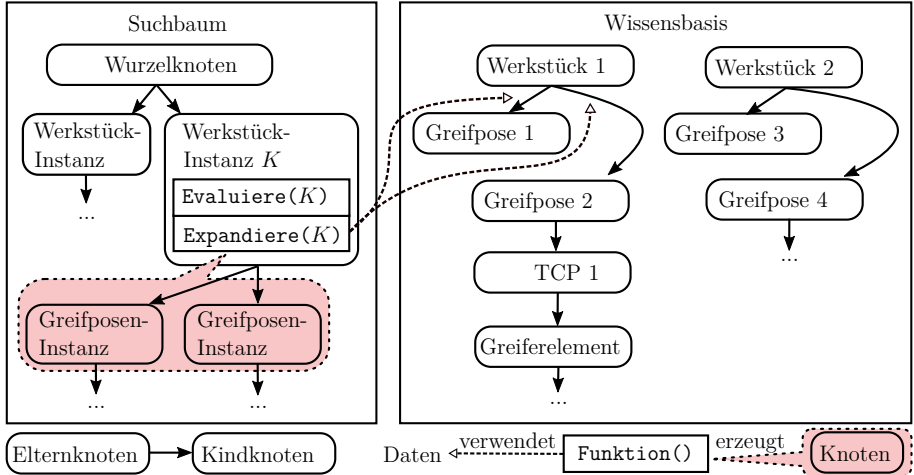 Suchbaum
Wurzelknoten
Werkstück-
Instanz
...
Werkstück-
Instanz K
Evaluiere(K)
Expandiere(K)
Greifposen-
Instanz
...
Greifposen-
Instanz
...
Wissensbasis
Werkstück 1
Greifpose 1
Greifpose 2
TCP 1
Greiferelement
...
Werkstück 2
Greifpose 3
Greifpose 4
...
Elternknoten
Kindknoten
Daten
verwendet
Funktion()
erzeugt
Knoten